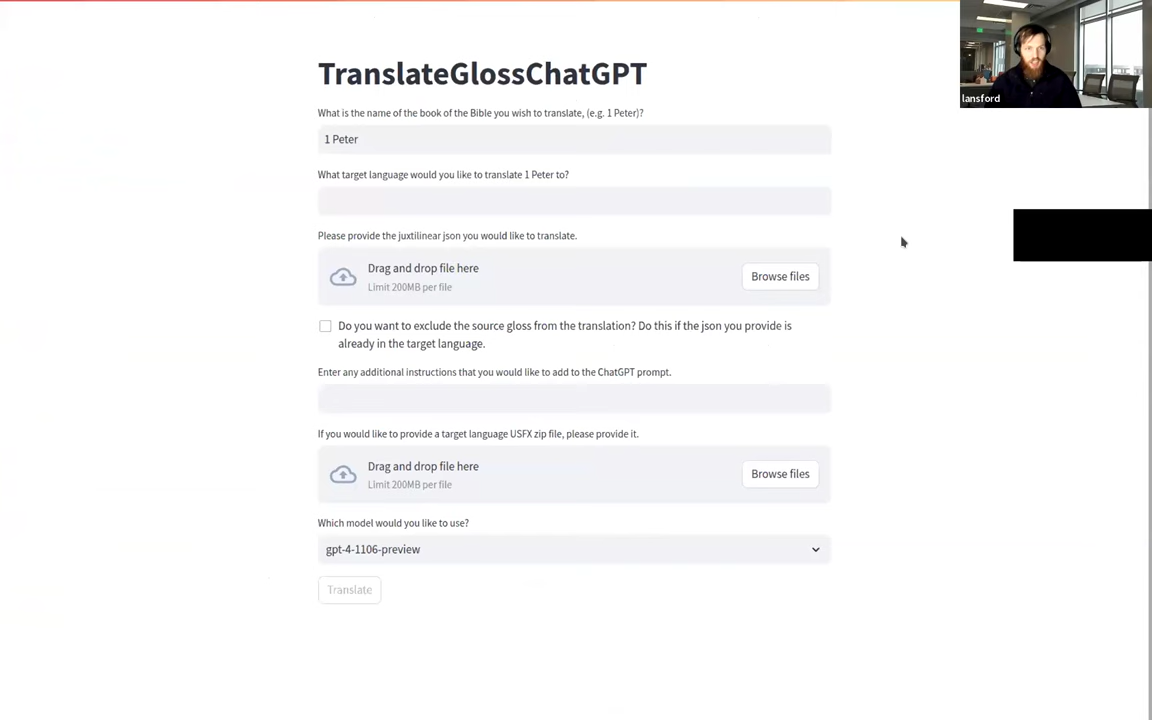 TranslateGlossChatGPT
What is the name of the book of the Bible you wish to translate, (e.g. 1 Peter)?
1 Peter
What target language would you like to translate 1 Peter to?
Please provide the juxtilinear json you would like to translate.
Drag and drop file here
Limit 200MB per file
Browse files
Do you want to exclude the source gloss from the translation? Do this if the json you provide is
already in the target language.
Enter any additional instructions that you would like to add to the ChatGPT prompt.
If you would like to provide a target language USFX zip file, please provide it.
Drag and drop file here
Limit 200MB per file
Browse files
Which model would you like to use?
gpt-4-1106-preview
Translate
lansford